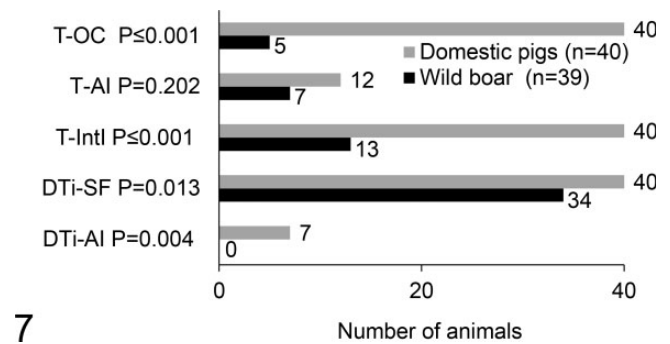 T-OC P≤0.001
40
5
Domestic pigs (n=40)
Wild boar (n=39)
T-AI P=0.202
12
7
T-IntI P≤0.001
40
13
DTi-SF P=0.013
40
34
DTi-AI P=0.004
7
0
0 20 40
7 Number of animals